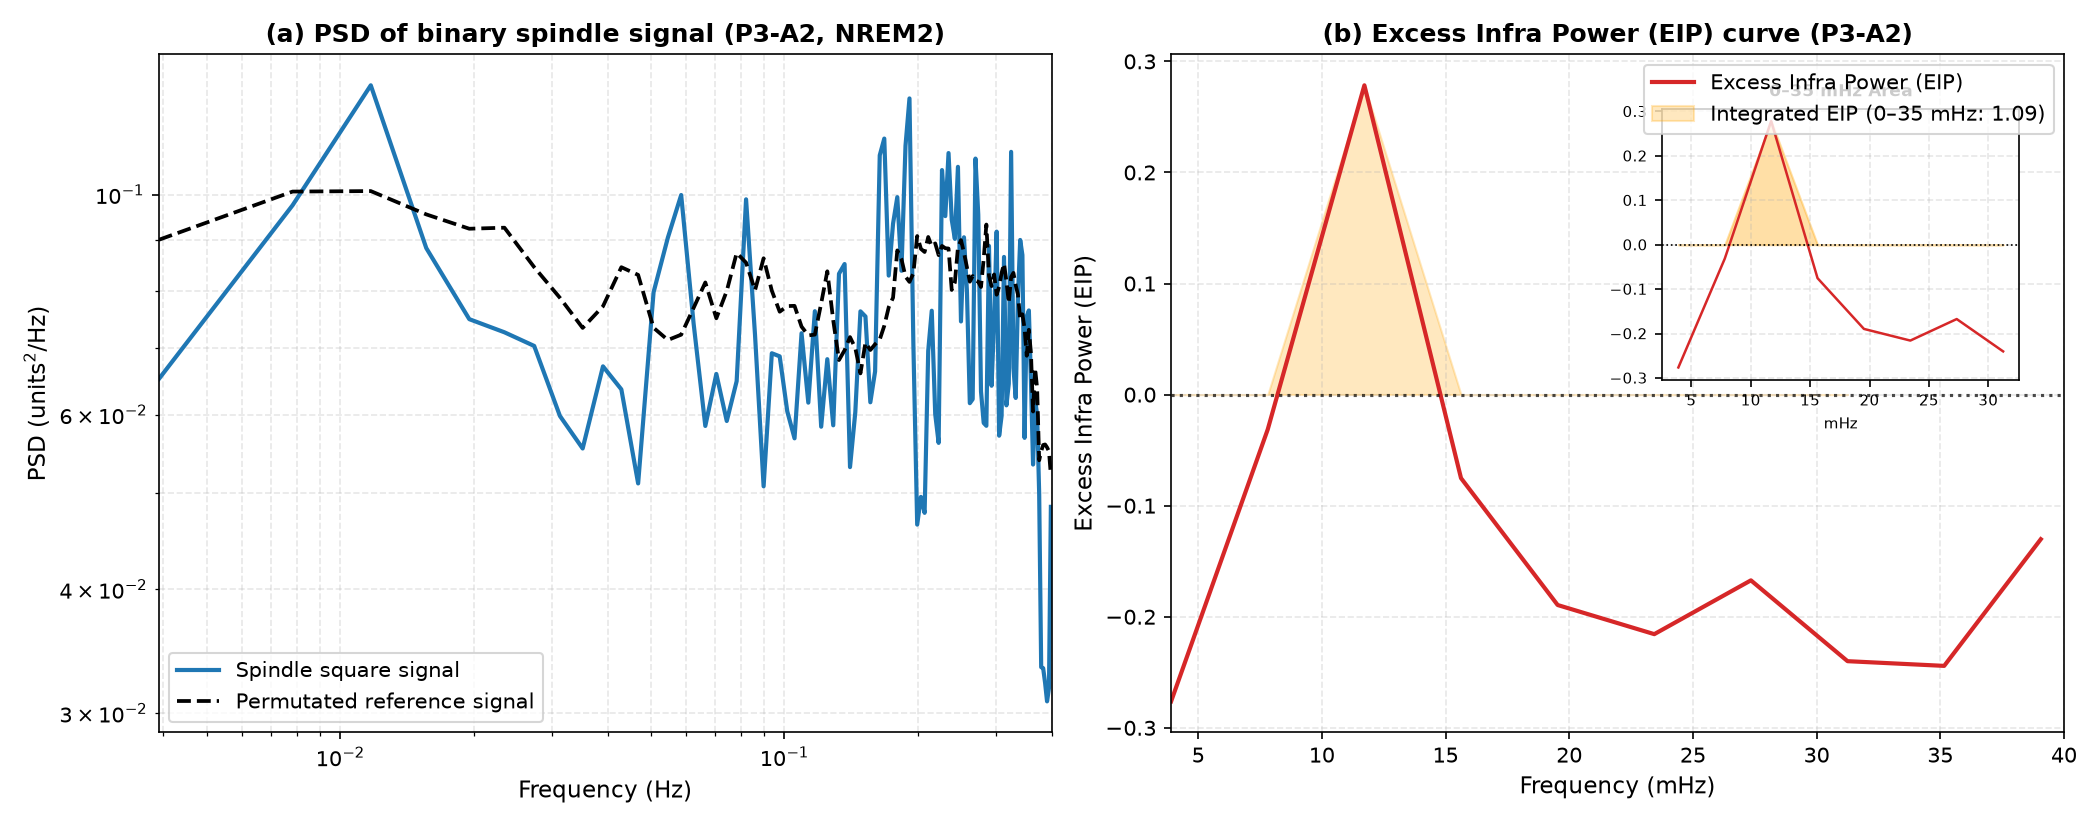 (a) PSD of binary spindle signal (P3-A2, NREM2)
PSD (units²/Hz)
10⁻¹
6 × 10⁻²
4 × 10⁻²
3 × 10⁻²
Spindle square signal
Permutated reference signal
10⁻² 10⁻¹
Frequency (Hz)
(b) Excess Infra Power (EIP) curve (P3-A2)
Excess Infra Power (EIP)
0.3
0.2
0.1
0.0
−0.1
−0.2
−0.3
Excess Infra Power (EIP)
Integrated EIP (0–35 mHz: 1.09)
0–35 mHz Area
0.3
0.2
0.1
0.0
−0.1
−0.2
−0.3
5 10 15 20 25 30
mHz
5 10 15 20 25 30 35 40
Frequency (mHz)